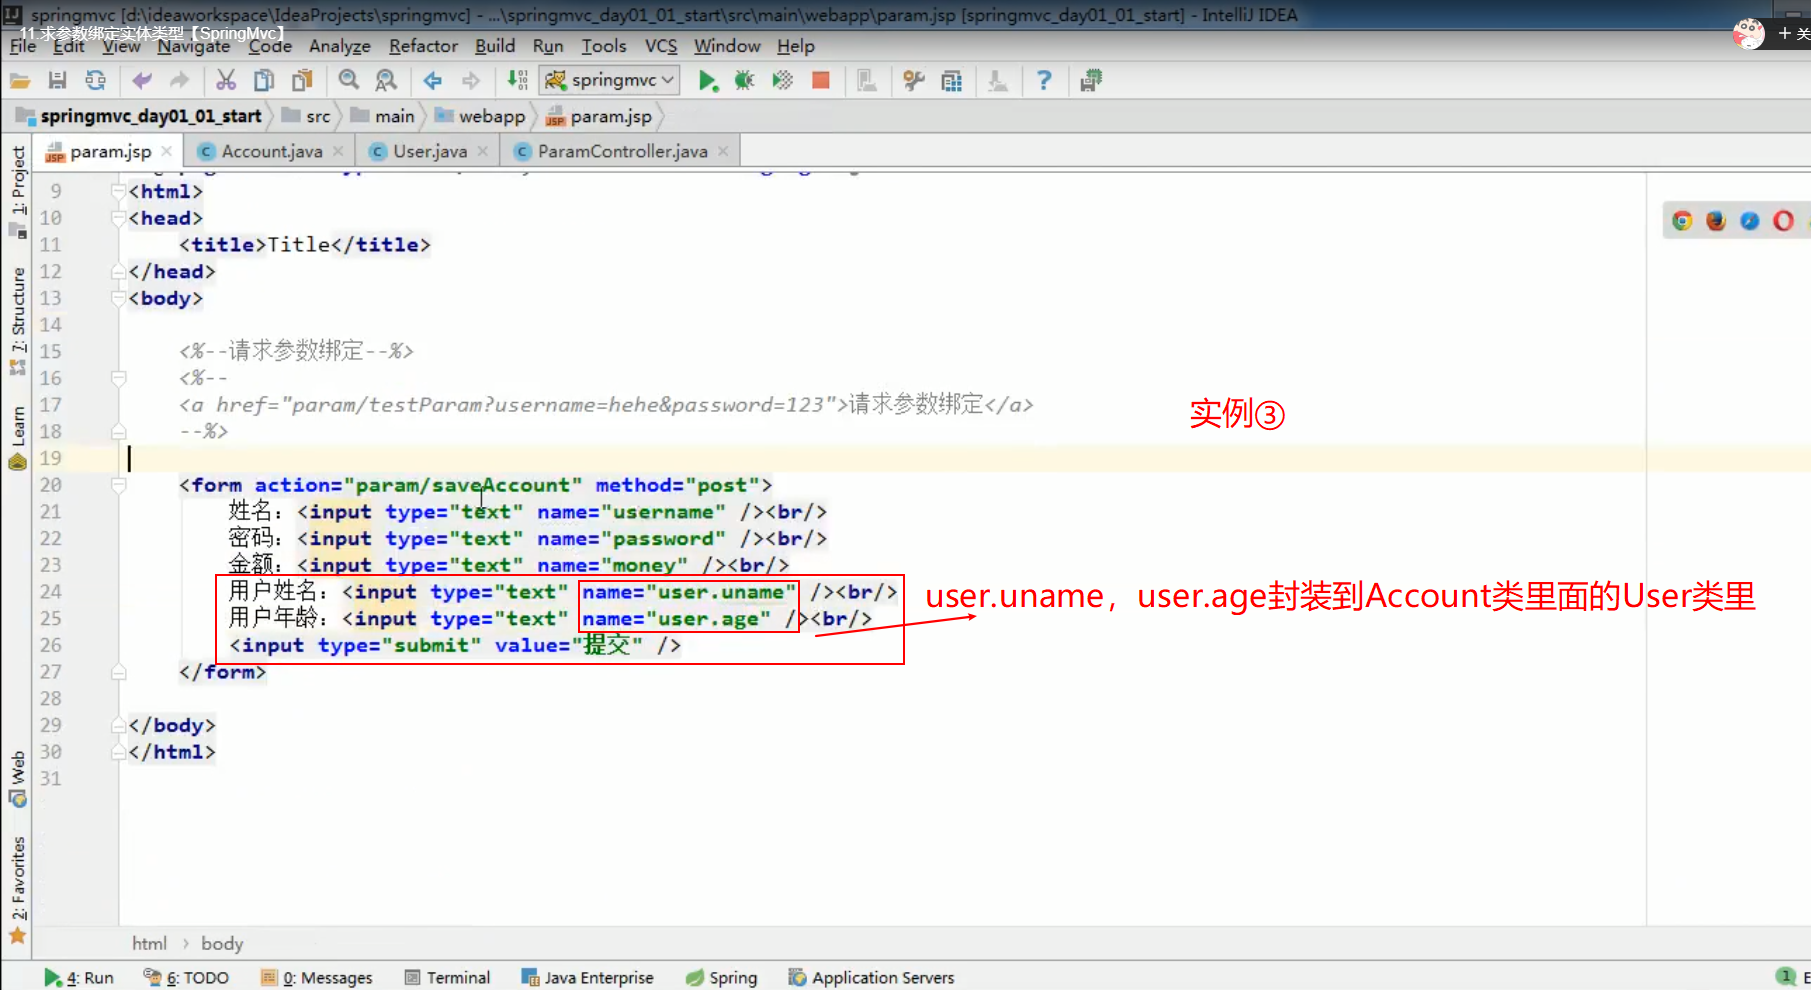 springmvc [d:\ideaworkspace\IdeaProjects\springmvc] - ...\springmvc_day01_01_start\src\main\webapp\param.jsp [springmvc_day01_01_start] - IntelliJ IDEA
11.求参数绑定实体类型【SpringMvc】
+ 关
File Edit View Navigate Code Analyze Refactor Build Run Tools VCS Window Help
springmvc
springmvc_day01_01_start src main webapp param.jsp
param.jsp Account.java User.java ParamController.java
1: Project
7: Structure
Learn
Web
2: Favorites
9 <html>
10 <head>
11 <title>Title</title>
12 </head>
13 <body>
14
15 <%--请求参数绑定--%>
16 <%--
17 <a href="param/testParam?username=hehe&password=123">请求参数绑定</a>
18 --%>
实例③
19
20 <form action="param/saveAccount" method="post">
21 姓名：<input type="text" name="username" /><br/>
22 密码：<input type="text" name="password" /><br/>
23 金额：<input type="text" name="money" /><br/>
24 用户姓名：<input type="text" name="user.uname" /><br/>
25 用户年龄：<input type="text" name="user.age" /><br/>
user.uname，user.age封装到Account类里面的User类里
26 <input type="submit" value="提交" />
27 </form>
28
29 </body>
30 </html>
31
html › body
4: Run 6: TODO 0: Messages Terminal Java Enterprise Spring Application Servers 1 E